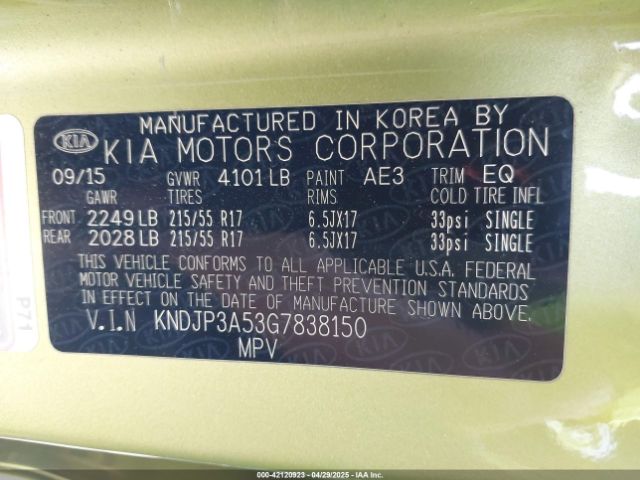 MANUFACTURED IN KOREA BY
KIA KIA MOTORS CORPORATION
09/15 GVWR 4101 LB PAINT AE3 TRIM EQ
GAWR TIRES RIMS COLD TIRE INFL
FRONT 2249 LB 215/55 R17 6.5JX17 33psi SINGLE
REAR 2028 LB 215/55 R17 6.5JX17 33psi SINGLE
THIS VEHICLE CONFORMS TO ALL APPLICABLE U.S.A. FEDERAL
MOTOR VEHICLE SAFETY AND THEFT PREVENTION STANDARDS
IN EFFECT ON THE DATE OF MANUFACTURE SHOWN ABOVE.
V.I.N KNDJP3A53G7838150
MPV
P71
© IAA - 42120923 - 04/29/2025 - COPYRIGHT IAA